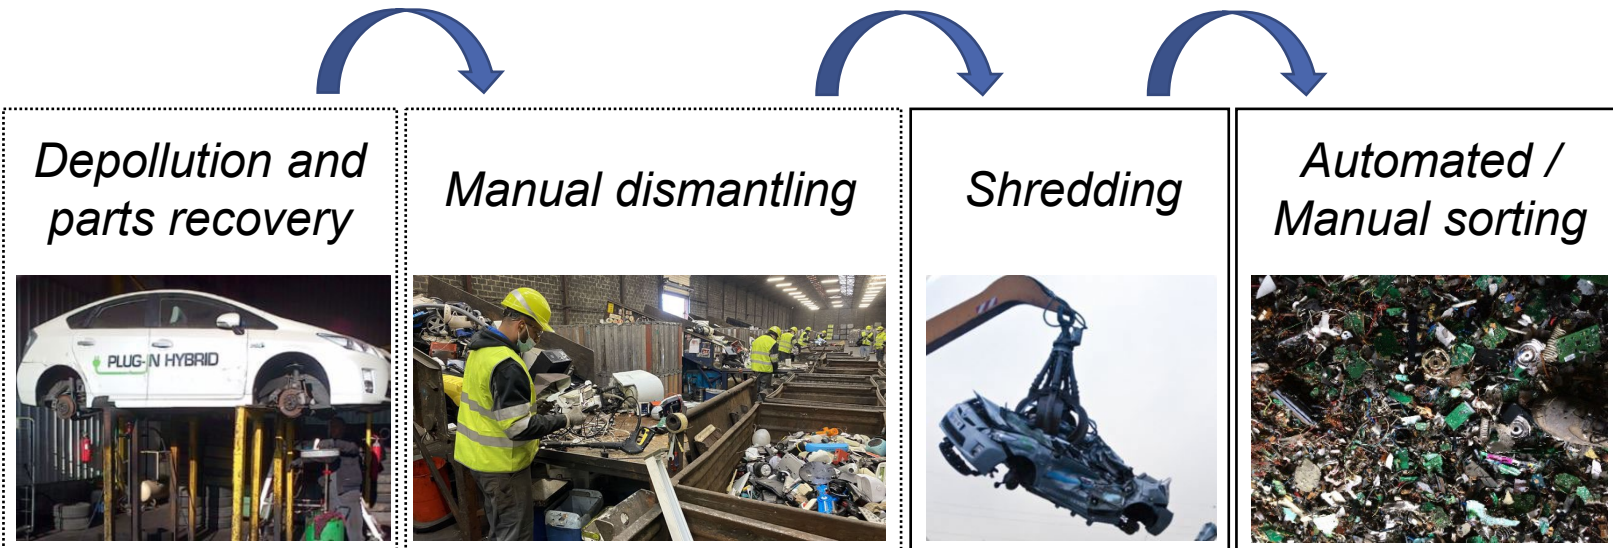 Depollution and
parts recovery
Manual dismantling
Shredding
Automated /
Manual sorting
PLUG-IN HYBRID